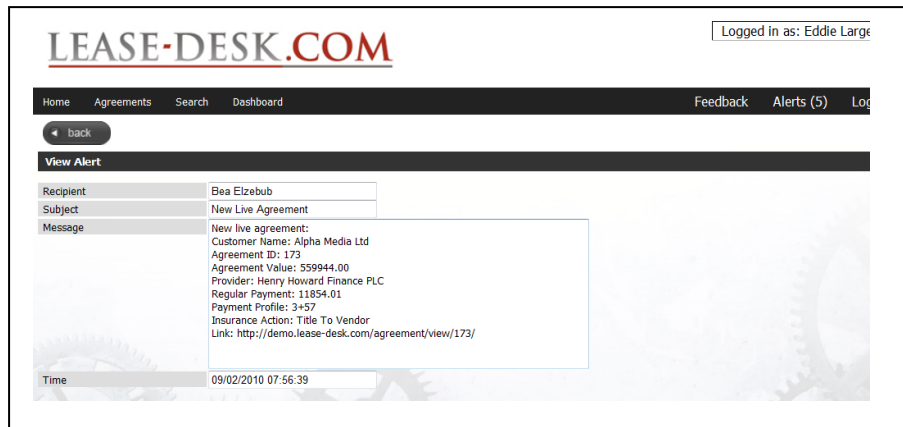 LEASE-DESK.COM
Logged in as: Eddie Large
Home Agreements Search Dashboard Feedback Alerts (5) Log
back
View Alert
Recipient Bea Elzebub
Subject New Live Agreement
Message New live agreement:
Customer Name: Alpha Media Ltd
Agreement ID: 173
Agreement Value: 559944.00
Provider: Henry Howard Finance PLC
Regular Payment: 11854.01
Payment Profile: 3+57
Insurance Action: Title To Vendor
Link: http://demo.lease-desk.com/agreement/view/173/
Time 09/02/2010 07:56:39